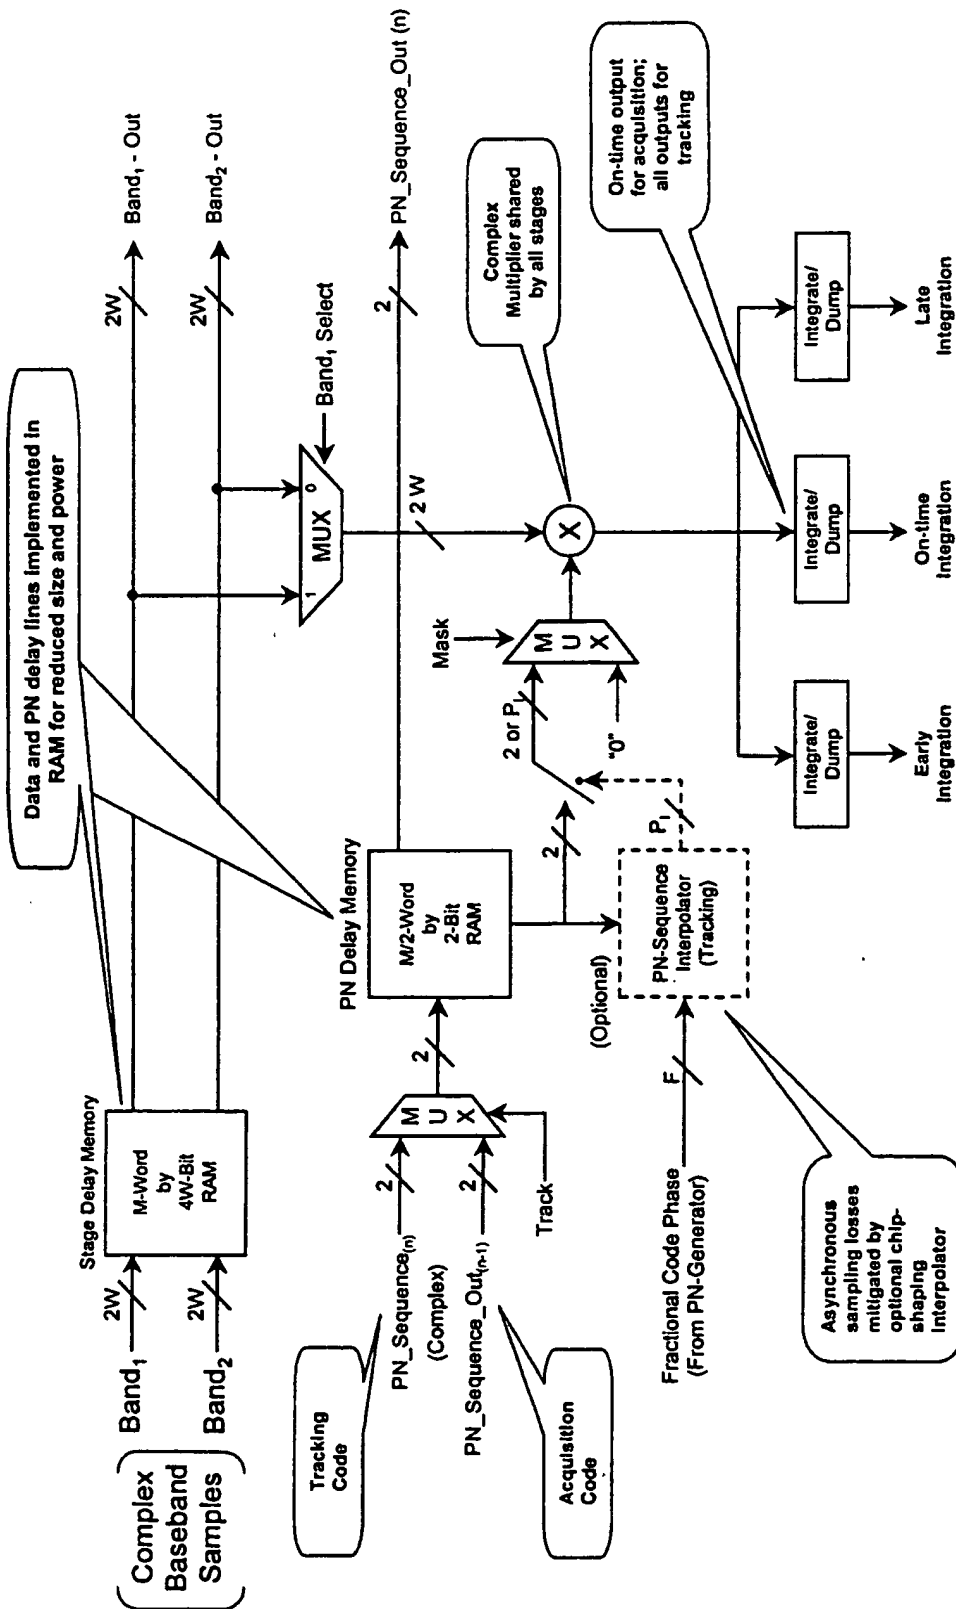 Data and PN delay lines implemented in
RAM for reduced size and power
Complex
Baseband
Samples
Band1
Band2
2W
2W
Stage Delay Memory
M-Word
by
4W-Bit
RAM
2W
2W
Band1 - Out
Band2 - Out
1
0
MUX
Band1 Select
2 W
Tracking
Code
PN_Sequence(n)
(Complex)
PN_Sequence_Out(n-1)
Acquisition
Code
2
2
M
U
X
Track
2
PN Delay Memory
M/2-Word
by
2-Bit
RAM
2
PN_Sequence_Out (n)
2
2 or PI
Mask
M
U
X
"0"
X
Complex
Multiplier shared
by all stages
(Optional)
PN-Sequence
Interpolator
(Tracking)
PI
F
Fractional Code Phase
(From PN-Generator)
Asynchronous
sampling losses
mitigated by
optional chip-
shaping
Interpolator
On-time output
for acquisition;
all outputs for
tracking
Integrate/
Dump
Early
Integration
Integrate/
Dump
On-time
Integration
Integrate/
Dump
Late
Integration